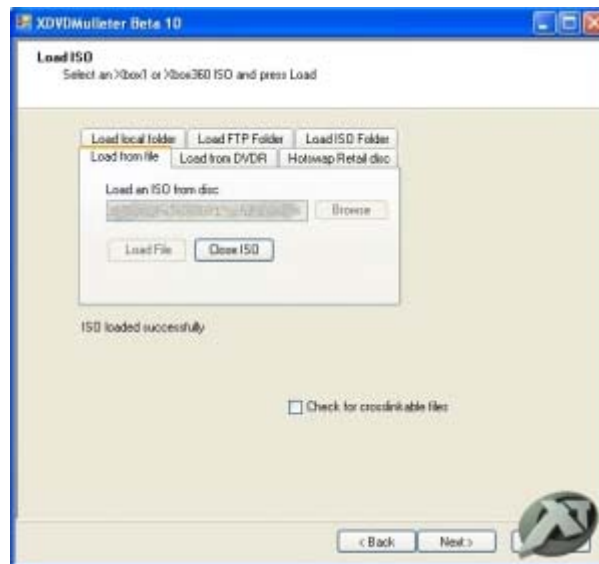 XDVDMulleter Beta 10
Load ISO
Select an Xbox1 or Xbox360 ISO and press Load
Load local folder Load FTP Folder Load ISO Folder
Load from file Load from DVDR Hotswap Retail disc
Load an ISO from disc
Browse
Load File Close ISO
ISO loaded successfully
Check for crosslinkable files
< Back Next >